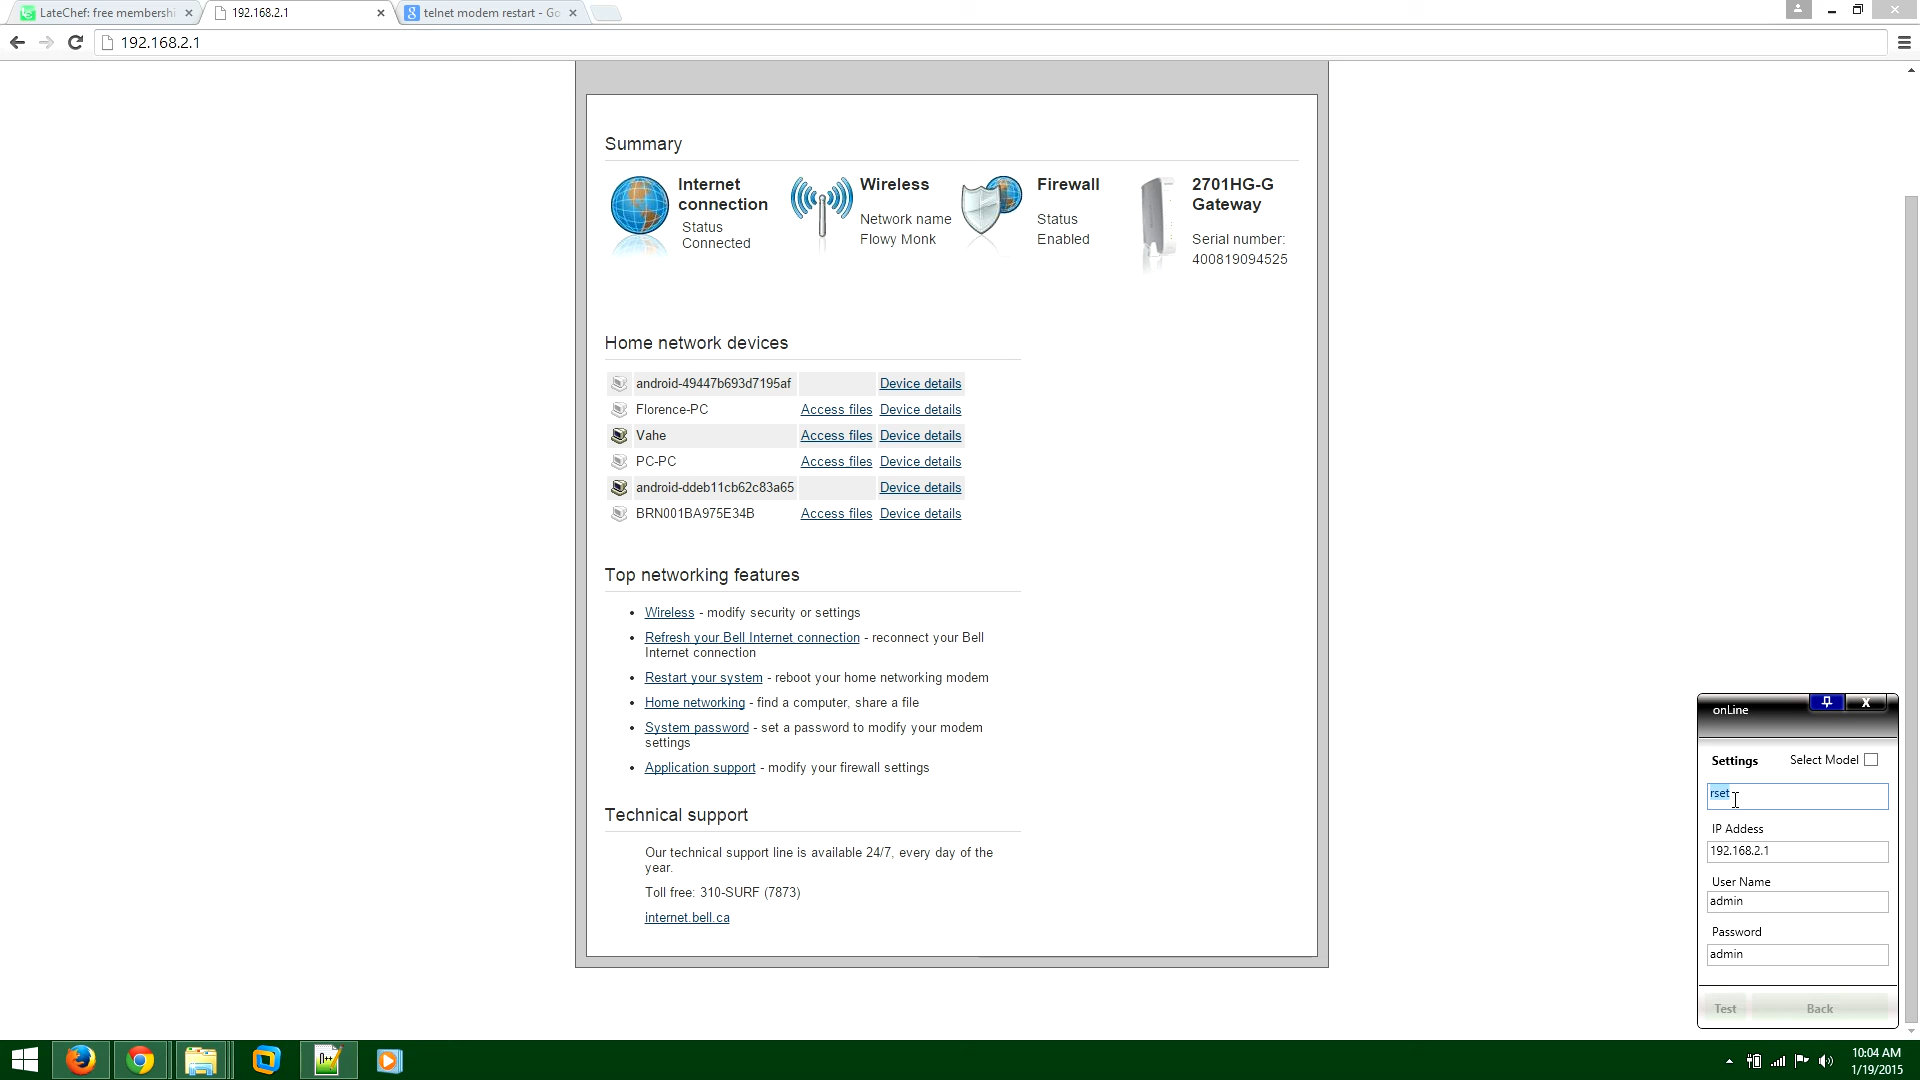 LateChef: free membershi
192.168.2.1
telnet modem restart - Go
192.168.2.1
Summary
Internet connection
Status
Connected
Wireless
Network name
Flowy Monk
Firewall
Status
Enabled
2701HG-G
Gateway
Serial number:
400819094525
Home network devices
android-49447b693d7195af Device details
Florence-PC Access files Device details
Vahe Access files Device details
PC-PC Access files Device details
android-ddeb11cb62c83a65 Device details
BRN001BA975E34B Access files Device details
Top networking features
• Wireless - modify security or settings
• Refresh your Bell Internet connection - reconnect your Bell
Internet connection
• Restart your system - reboot your home networking modem
• Home networking - find a computer, share a file
• System password - set a password to modify your modem
settings
• Application support - modify your firewall settings
Technical support
Our technical support line is available 24/7, every day of the
year.
Toll free: 310-SURF (7873)
internet.bell.ca
onLine
X
Settings Select Model
rset
IP Addess
192.168.2.1
User Name
admin
Password
admin
Test Back
10:04 AM
1/19/2015